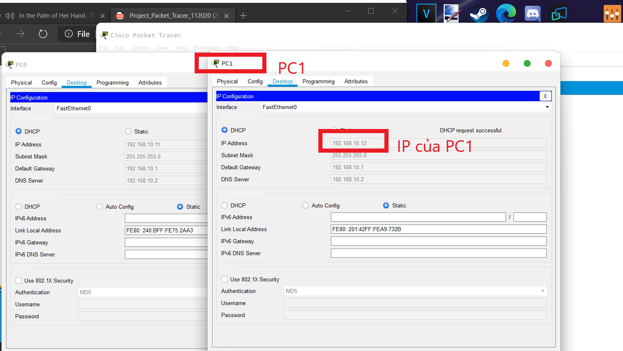 In the Palm of Her Hand - T
Project_Packet_Tracer_112020 (2
File
Cisco Packet Tracer
PC0
Physical Config Desktop Programming Attributes
IP Configuration
Interface FastEthernet0
DHCP Static
IP Address 192.168.10.11
Subnet Mask 255.255.255.0
Default Gateway 192.168.10.1
DNS Server 192.168.10.2
DHCP Auto Config Static
IPv6 Address
Link Local Address FE80::240:BFF:FE75:2AA3
IPv6 Gateway
IPv6 DNS Server
Use 802.1X Security
Authentication MD5
Username
Password
PC1
PC1
Physical Config Desktop Programming Attributes
IP Configuration X
Interface FastEthernet0
DHCP Static DHCP request successful.
IP Address 192.168.10.12
IP của PC1
Subnet Mask 255.255.255.0
Default Gateway 192.168.10.1
DNS Server 192.168.10.2
DHCP Auto Config Static
IPv6 Address /
Link Local Address FE80::201:42FF:FEA9:732B
IPv6 Gateway
IPv6 DNS Server
Use 802.1X Security
Authentication MD5
Username
Password